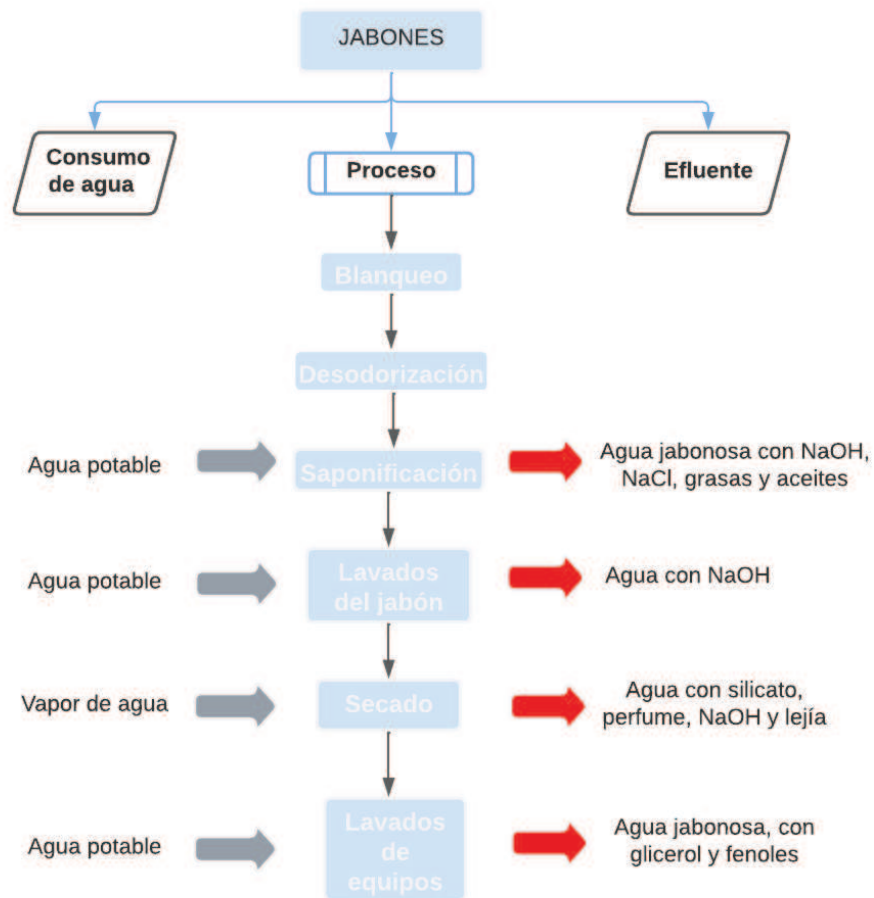 JABONES
Consumo
de agua
Proceso
Efluente
Blanqueo
Desodorización
Agua potable
Saponificación
Agua jabonosa con NaOH,
NaCl, grasas y aceites
Agua potable
Lavados
del jabón
Agua con NaOH
Vapor de agua
Secado
Agua con silicato,
perfume, NaOH y lejía
Agua potable
Lavados
de
equipos
Agua jabonosa, con
glicerol y fenoles